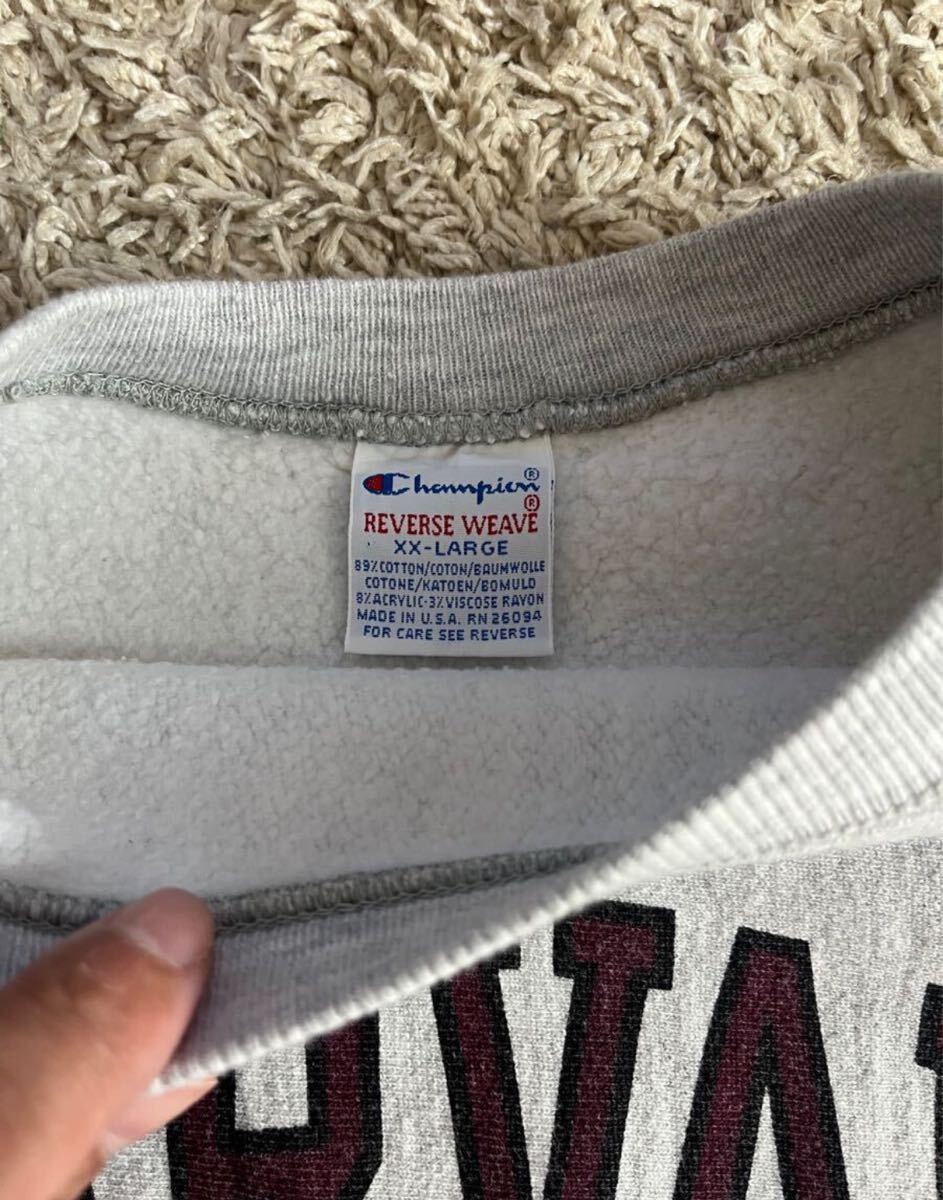 Champion®
REVERSE WEAVE®
XX-LARGE
89% COTTON/COTON/BAUMWOLLE
COTONE/KATOEN/BOMULD
8% ACRYLIC-3% VISCOSE RAYON
MADE IN U.S.A. RN 26094
FOR CARE SEE REVERSE